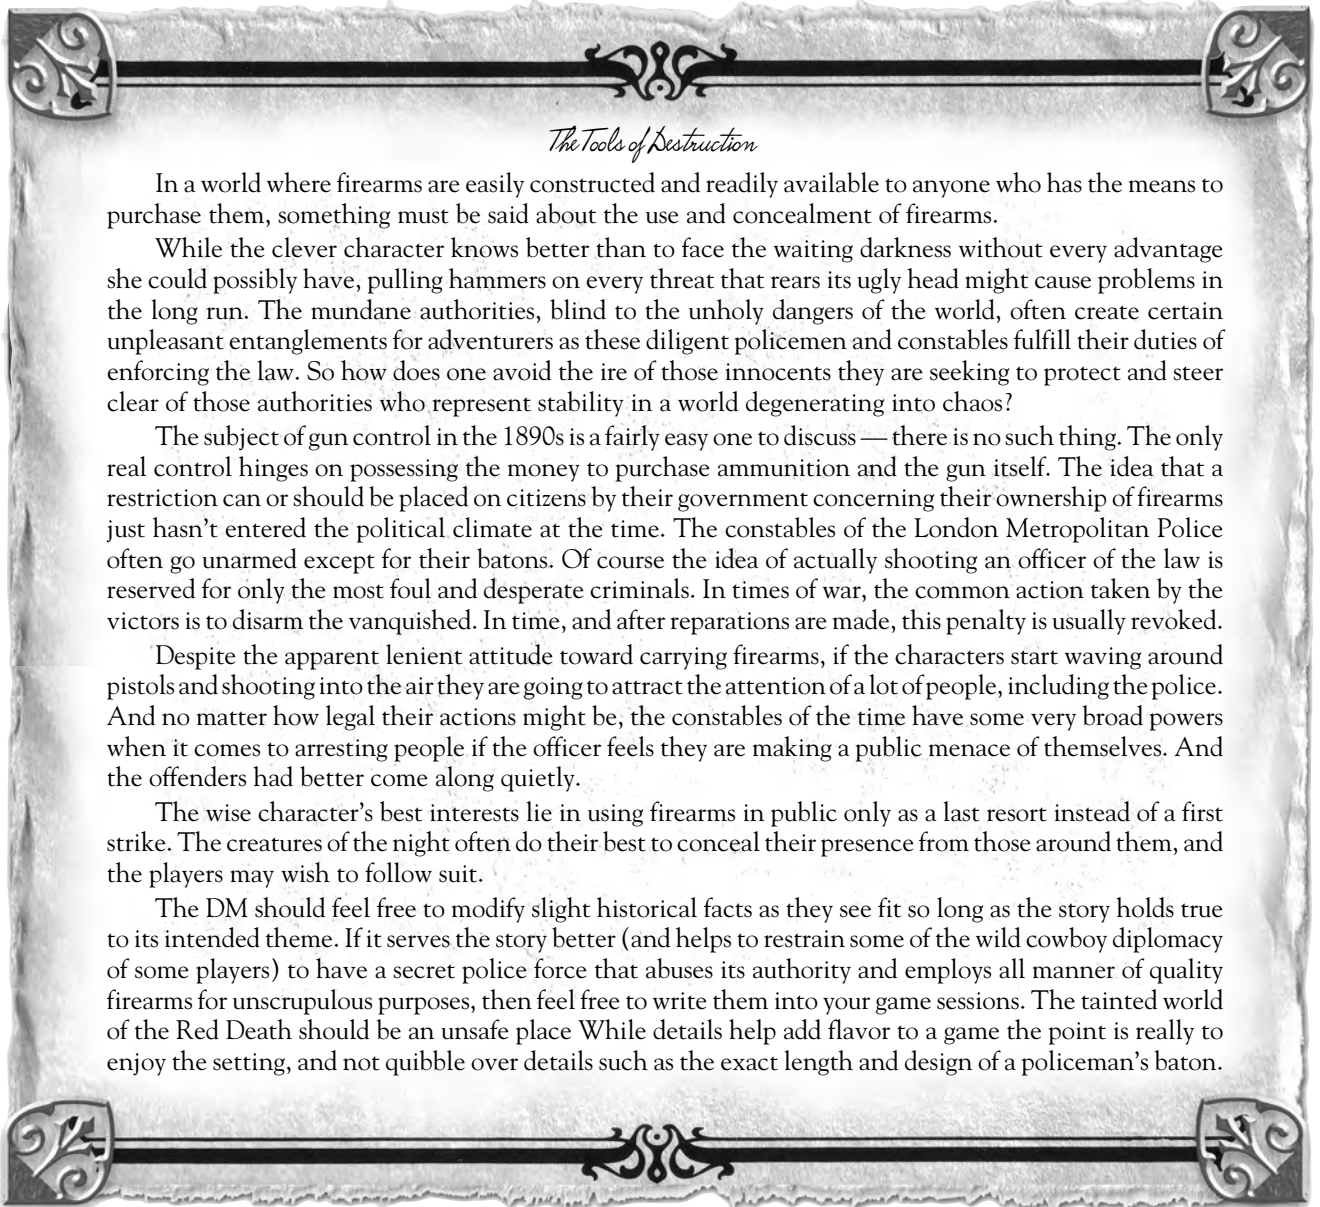 The Tools of Destruction
In a world where firearms are easily constructed and readily available to anyone who has the means to
purchase them, something must be said about the use and concealment of firearms.
While the clever character knows better than to face the waiting darkness without every advantage
she could possibly have, pulling hammers on every threat that rears its ugly head might cause problems in
the long run. The mundane authorities, blind to the unholy dangers of the world, often create certain
unpleasant entanglements for adventurers as these diligent policemen and constables fulfill their duties of
enforcing the law. So how does one avoid the ire of those innocents they are seeking to protect and steer
clear of those authorities who represent stability in a world degenerating into chaos?
The subject of gun control in the 1890s is a fairly easy one to discuss — there is no such thing. The only
real control hinges on possessing the money to purchase ammunition and the gun itself. The idea that a
restriction can or should be placed on citizens by their government concerning their ownership of firearms
just hasn't entered the political climate at the time. The constables of the London Metropolitan Police
often go unarmed except for their batons. Of course the idea of actually shooting an officer of the law is
reserved for only the most foul and desperate criminals. In times of war, the common action taken by the
victors is to disarm the vanquished. In time, and after reparations are made, this penalty is usually revoked.
Despite the apparent lenient attitude toward carrying firearms, if the characters start waving around
pistols and shooting into the air they are going to attract the attention of a lot of people, including the police.
And no matter how legal their actions might be, the constables of the time have some very broad powers
when it comes to arresting people if the officer feels they are making a public menace of themselves. And
the offenders had better come along quietly.
The wise character's best interests lie in using firearms in public only as a last resort instead of a first
strike. The creatures of the night often do their best to conceal their presence from those around them, and
the players may wish to follow suit.
The DM should feel free to modify slight historical facts as they see fit so long as the story holds true
to its intended theme. If it serves the story better (and helps to restrain some of the wild cowboy diplomacy
of some players) to have a secret police force that abuses its authority and employs all manner of quality
firearms for unscrupulous purposes, then feel free to write them into your game sessions. The tainted world
of the Red Death should be an unsafe place While details help add flavor to a game the point is really to
enjoy the setting, and not quibble over details such as the exact length and design of a policeman's baton.